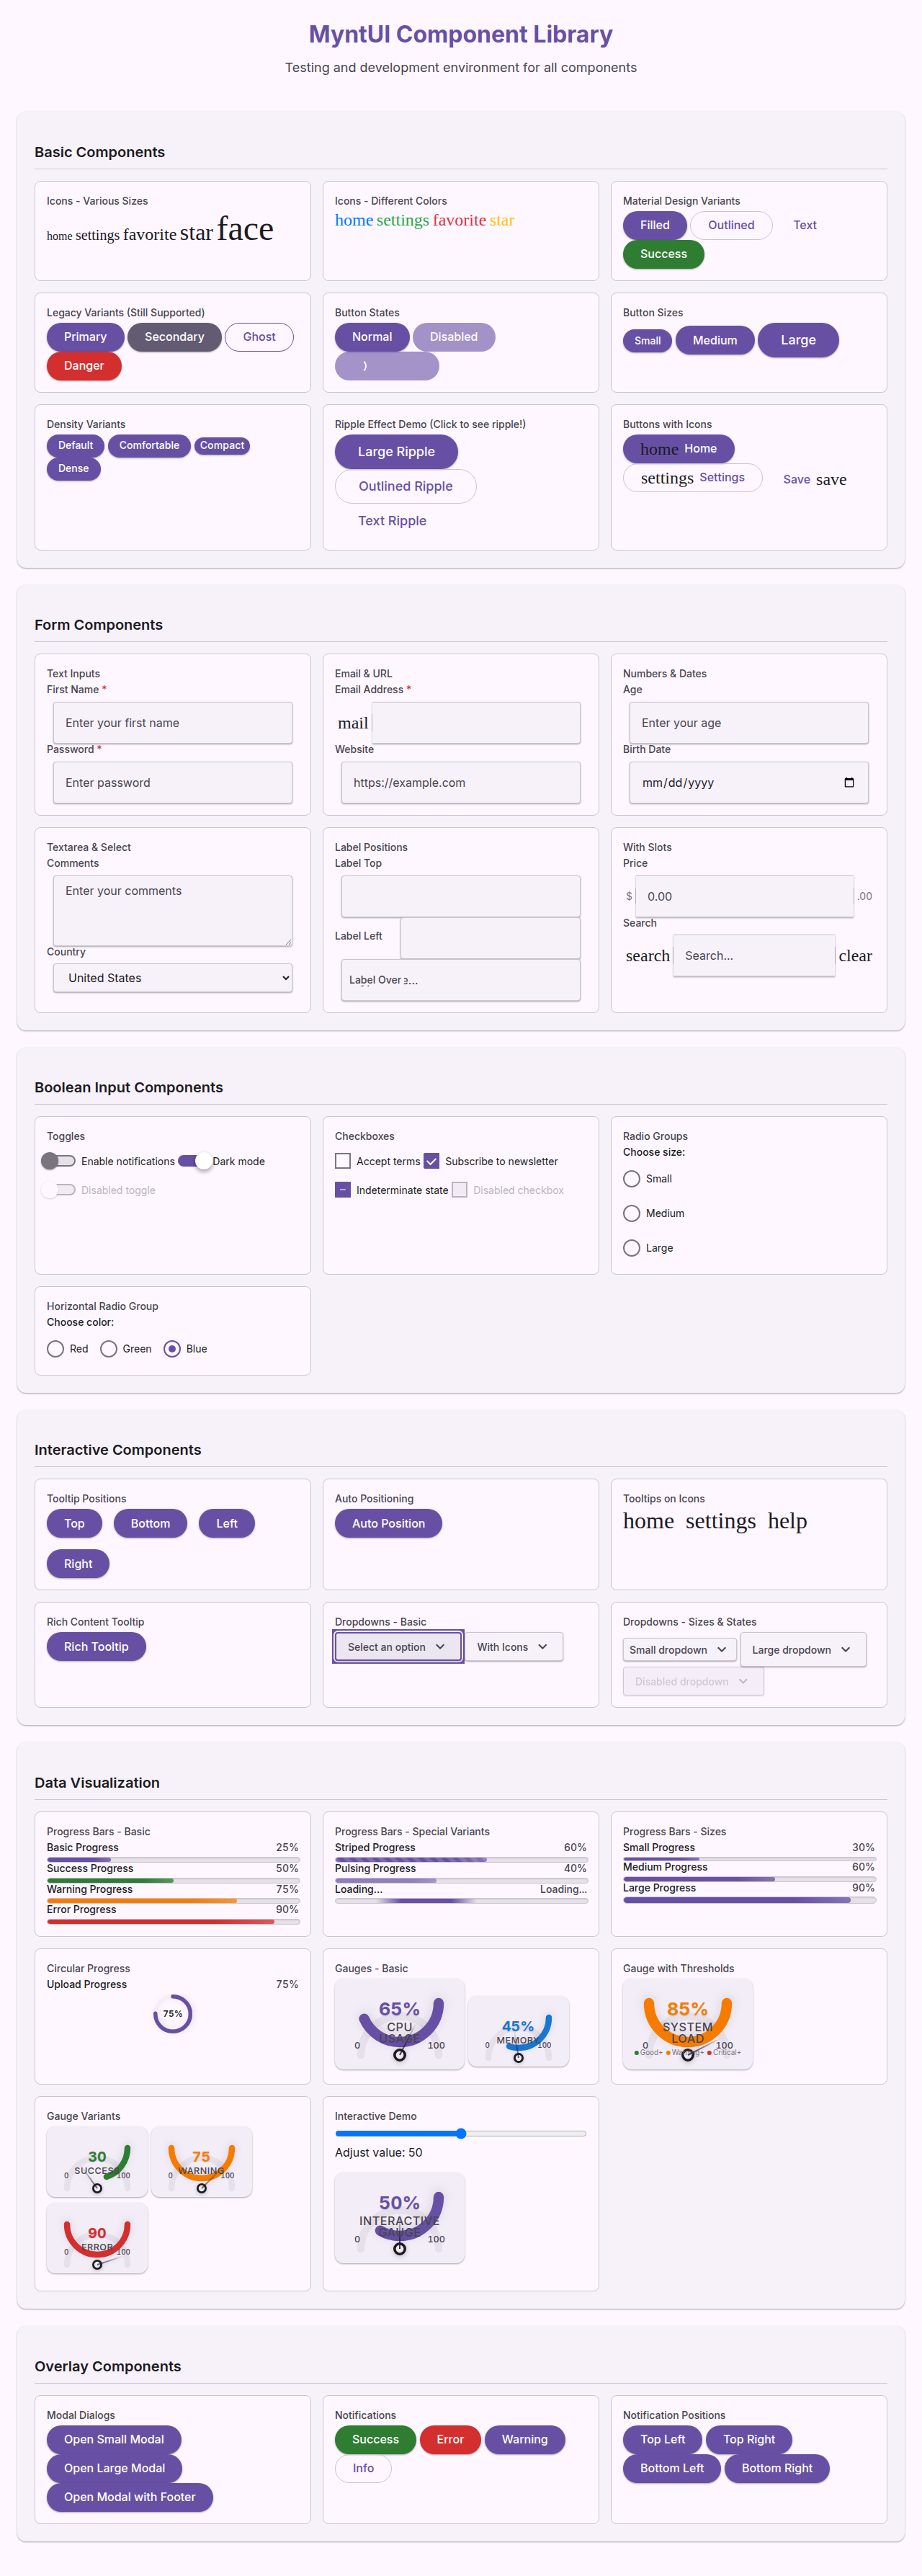 MyntUI Component Library
Testing and development environment for all components
Basic Components
Icons - Various Sizes
home settings favorite star face
Icons - Different Colors
home settings favorite star
Material Design Variants
Filled Outlined Text
Success
Legacy Variants (Still Supported)
Primary Secondary Ghost
Danger
Button States
Normal Disabled
)
Button Sizes
Small Medium Large
Density Variants
Default Comfortable Compact
Dense
Ripple Effect Demo (Click to see ripple!)
Large Ripple
Outlined Ripple
Text Ripple
Buttons with Icons
home Home
settings Settings Save save
Form Components
Text Inputs
First Name *
Enter your first name
Password *
Enter password
Email & URL
Email Address *
mail
Website
https://example.com
Numbers & Dates
Age
Enter your age
Birth Date
mm/dd/yyyy
Textarea & Select
Comments
Enter your comments
Country
United States
Label Positions
Label Top
Label Left
Label Over
With Slots
Price
$ 0.00 .00
Search
search Search... clear
Boolean Input Components
Toggles
Enable notifications Dark mode
Disabled toggle
Checkboxes
Accept terms Subscribe to newsletter
Indeterminate state Disabled checkbox
Radio Groups
Choose size:
Small
Medium
Large
Horizontal Radio Group
Choose color:
Red Green Blue
Interactive Components
Tooltip Positions
Top Bottom Left
Right
Auto Positioning
Auto Position
Tooltips on Icons
home settings help
Rich Content Tooltip
Rich Tooltip
Dropdowns - Basic
Select an option With Icons
Dropdowns - Sizes & States
Small dropdown Large dropdown
Disabled dropdown
Data Visualization
Progress Bars - Basic
Basic Progress 25%
Success Progress 50%
Warning Progress 75%
Error Progress 90%
Progress Bars - Special Variants
Striped Progress 60%
Pulsing Progress 40%
Loading... Loading...
Progress Bars - Sizes
Small Progress 30%
Medium Progress 60%
Large Progress 90%
Circular Progress
Upload Progress 75%
75%
Gauges - Basic
65%
CPU
USAGE
0 100
45%
MEMORY
0 100
Gauge with Thresholds
85%
SYSTEM
LOAD
0 100
Good+ Warning+ Critical+
Gauge Variants
30
SUCCESS
0 100
75
WARNING
0 100
90
ERROR
0 100
Interactive Demo
Adjust value: 50
50%
INTERACTIVE
GAUGE
0 100
Overlay Components
Modal Dialogs
Open Small Modal
Open Large Modal
Open Modal with Footer
Notifications
Success Error Warning
Info
Notification Positions
Top Left Top Right
Bottom Left Bottom Right